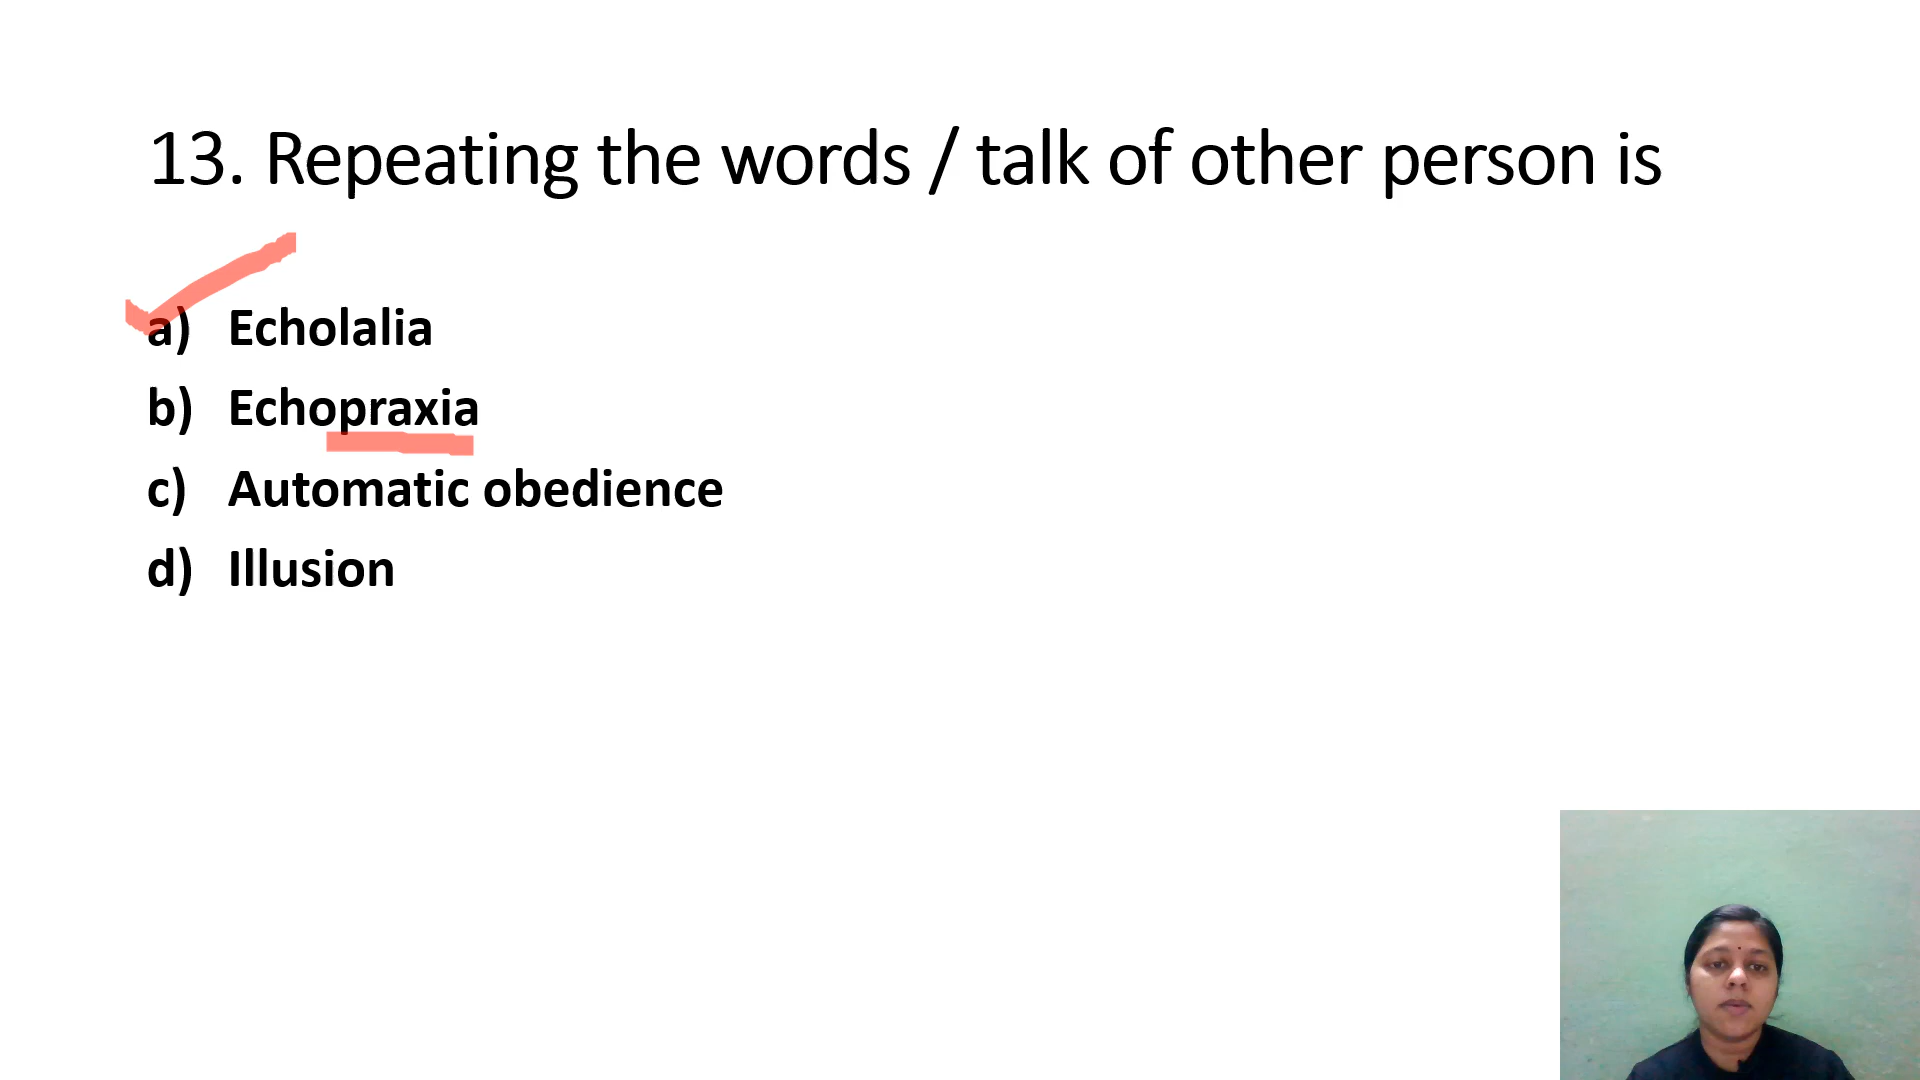 13. Repeating the words / talk of other person is
a) Echolalia
b) Echopraxia
c) Automatic obedience
d) Illusion